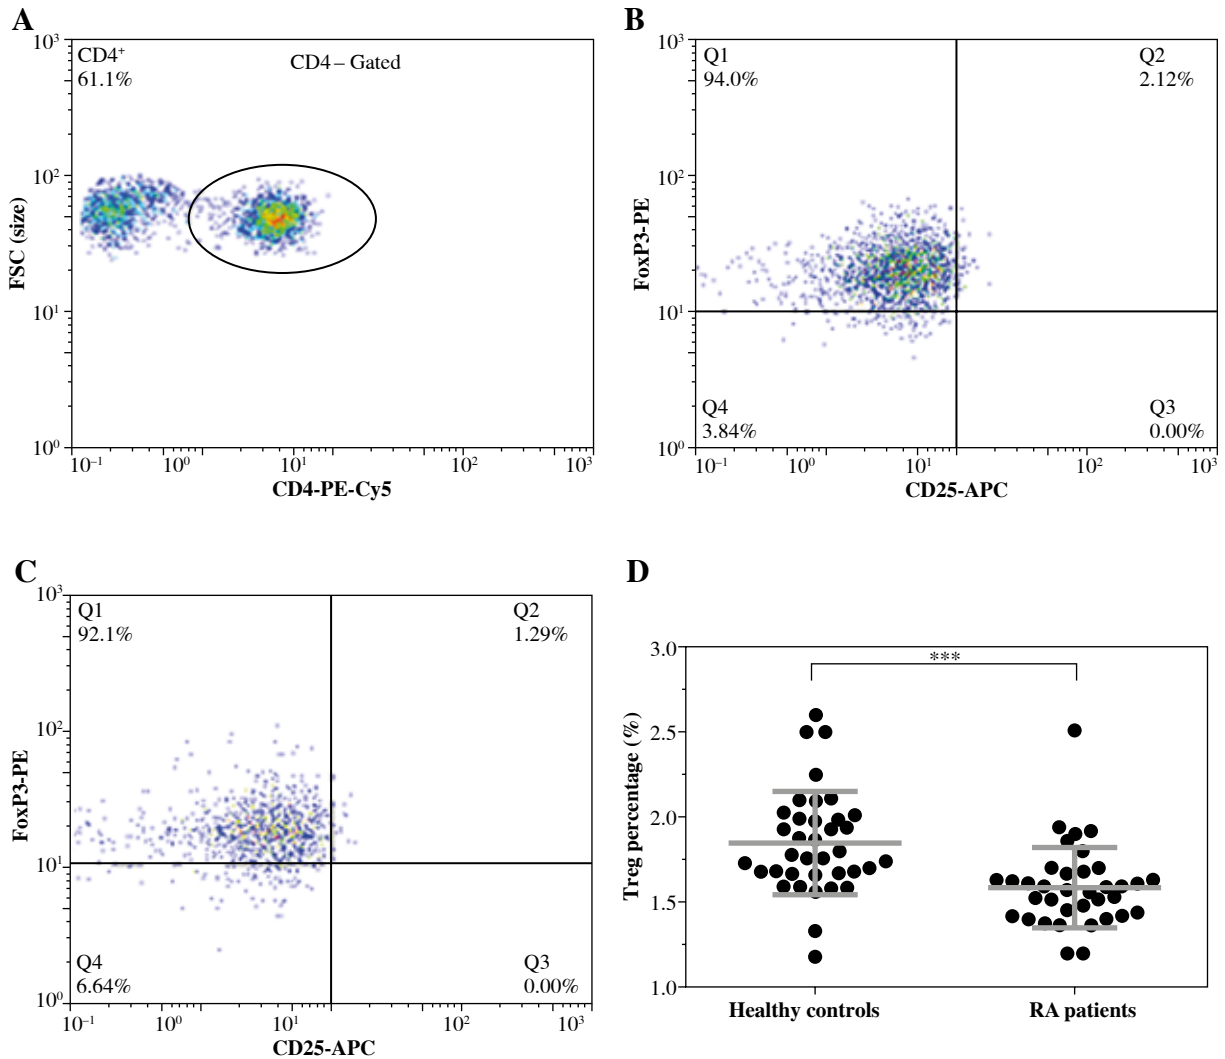 A
10³
10²
10¹
10⁰
FSC (size)
CD4⁺
61.1%
CD4 – Gated
10⁻¹ 10⁰ 10¹ 10² 10³
CD4-PE-Cy5
B
10³
10²
10¹
10⁰
FoxP3-PE
Q1
94.0%
Q2
2.12%
Q4
3.84%
Q3
0.00%
10⁻¹ 10⁰ 10¹ 10² 10³
CD25-APC
C
10³
10²
10¹
10⁰
FoxP3-PE
Q1
92.1%
Q2
1.29%
Q4
6.64%
Q3
0.00%
10⁻¹ 10⁰ 10¹ 10² 10³
CD25-APC
D
3.0
2.5
2.0
1.5
1.0
Treg percentage (%)
***
Healthy controls RA patients